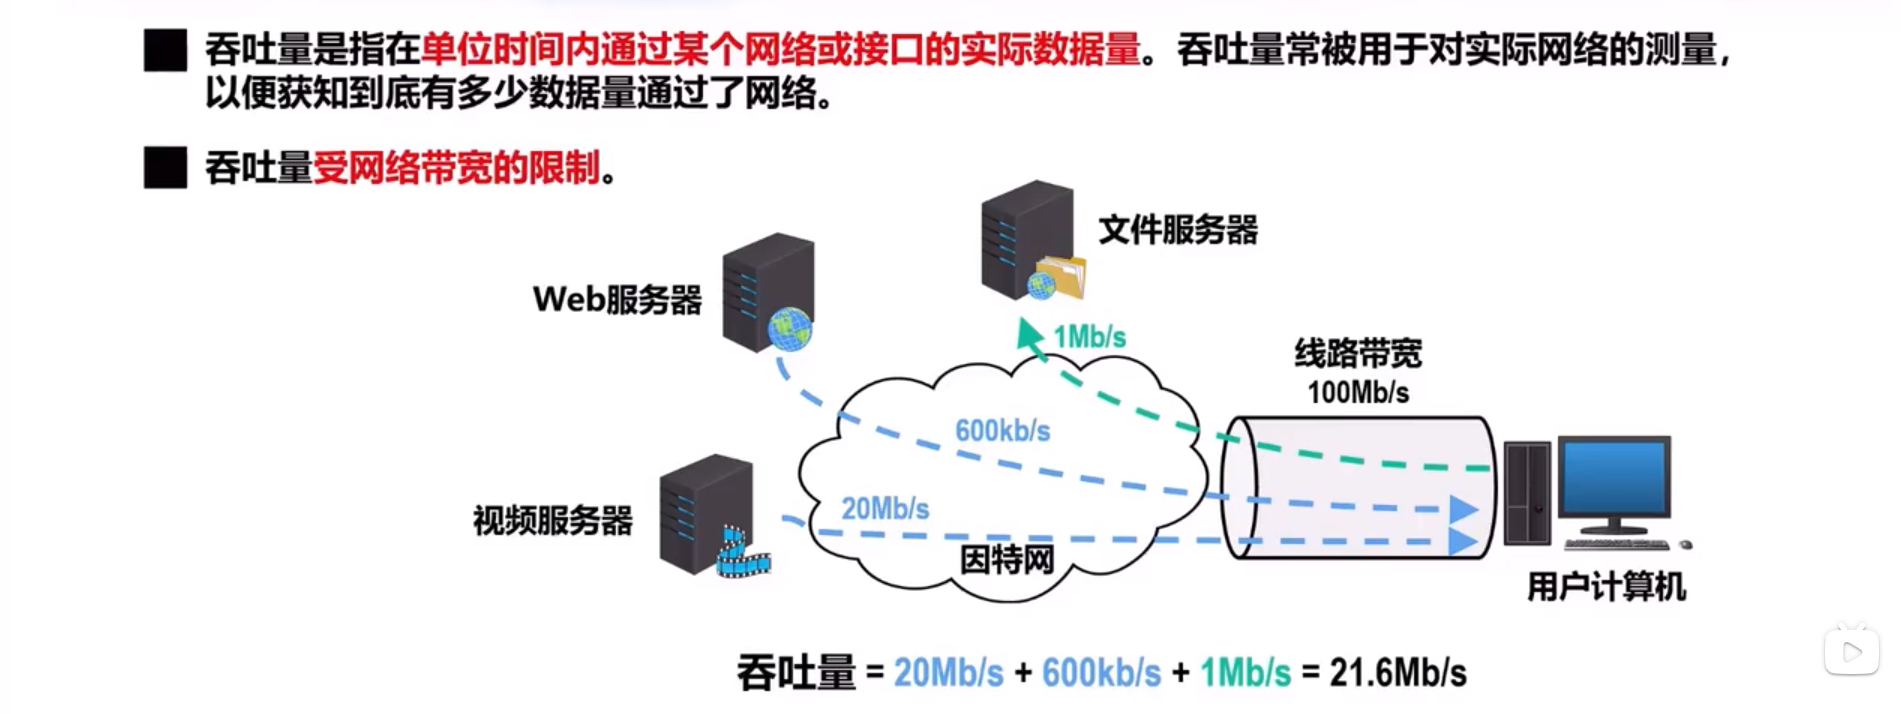 吞吐量是指在单位时间内通过某个网络或接口的实际数据量。吞吐量常被用于对实际网络的测量，
以便获知到底有多少数据量通过了网络。
吞吐量受网络带宽的限制。
文件服务器
Web服务器
1Mb/s
线路带宽
100Mb/s
600kb/s
视频服务器
20Mb/s
因特网
用户计算机
吞吐量 = 20Mb/s + 600kb/s + 1Mb/s = 21.6Mb/s